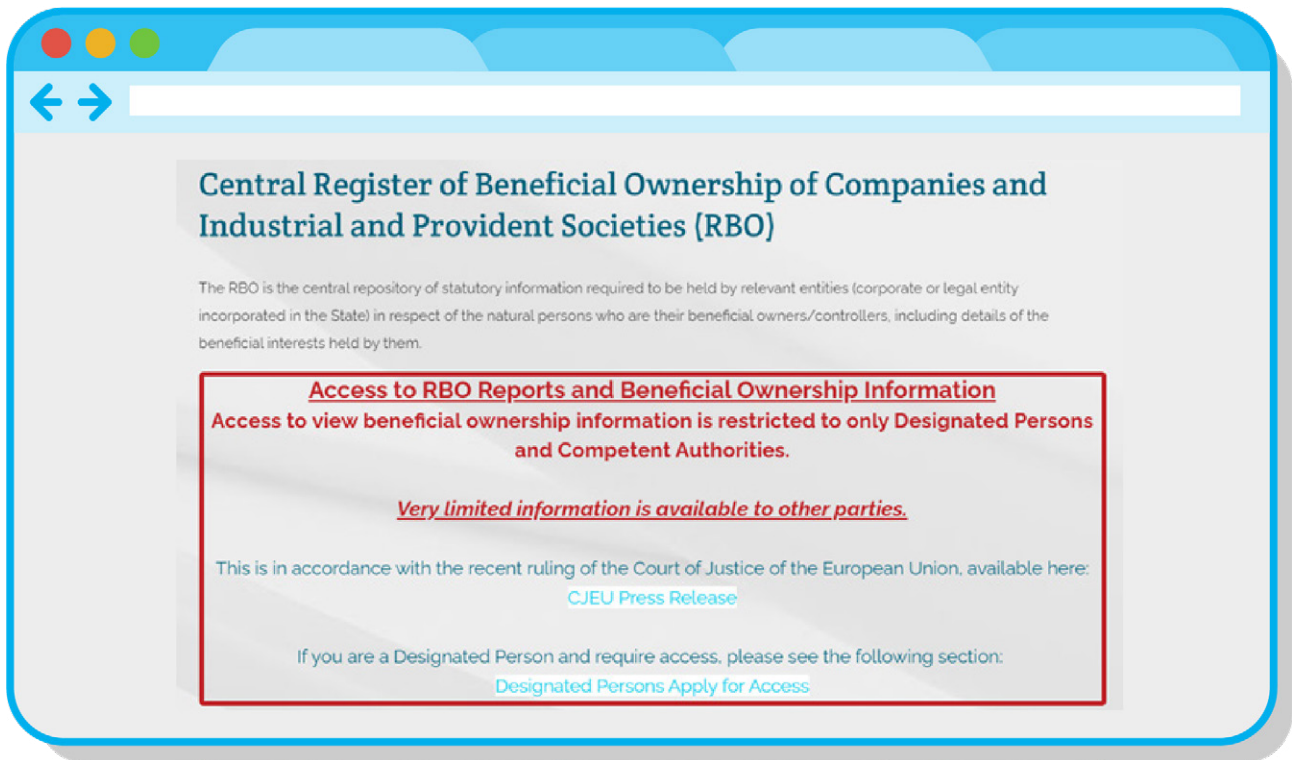 Central Register of Beneficial Ownership of Companies and
Industrial and Provident Societies (RBO)
The RBO is the central repository of statutory information required to be held by relevant entities (corporate or legal entity
incorporated in the State) in respect of the natural persons who are their beneficial owners/controllers, including details of the
beneficial interests held by them.
Access to RBO Reports and Beneficial Ownership Information
Access to view beneficial ownership information is restricted to only Designated Persons
and Competent Authorities.
Very limited information is available to other parties.
This is in accordance with the recent ruling of the Court of Justice of the European Union, available here:
CJEU Press Release
If you are a Designated Person and require access, please see the following section:
Designated Persons Apply for Access